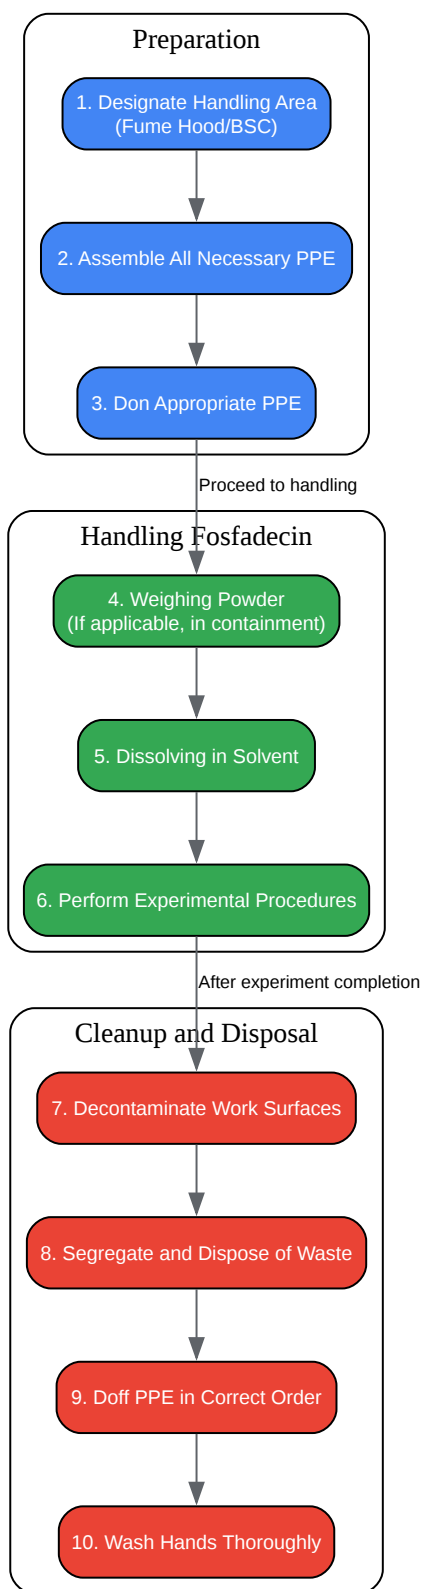 Preparation
1. Designate Handling Area
(Fume Hood/BSC)
2. Assemble All Necessary PPE
3. Don Appropriate PPE
Proceed to handling
Handling Fosfadecin
4. Weighing Powder
(If applicable, in containment)
5. Dissolving in Solvent
6. Perform Experimental Procedures
After experiment completion
Cleanup and Disposal
7. Decontaminate Work Surfaces
8. Segregate and Dispose of Waste
9. Doff PPE in Correct Order
10. Wash Hands Thoroughly